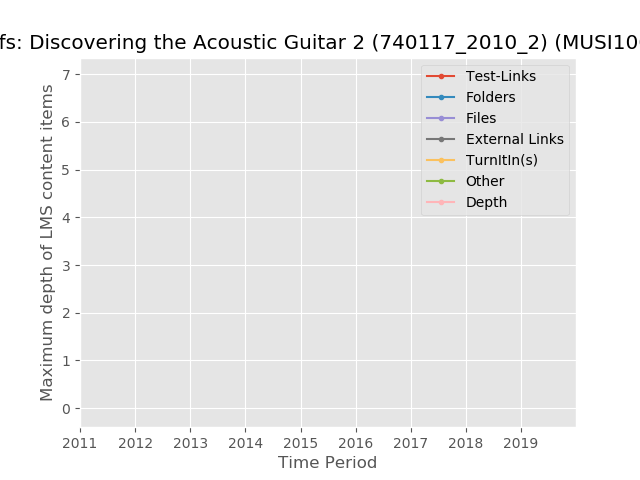 fs: Discovering the Acoustic Guitar 2 (740117_2010_2) (MUSI10
7
6
5
4
3
2
1
0
Maximum depth of LMS content items
Test-Links
Folders
Files
External Links
TurnItIn(s)
Other
Depth
2011 2012 2013 2014 2015 2016 2017 2018 2019
Time Period